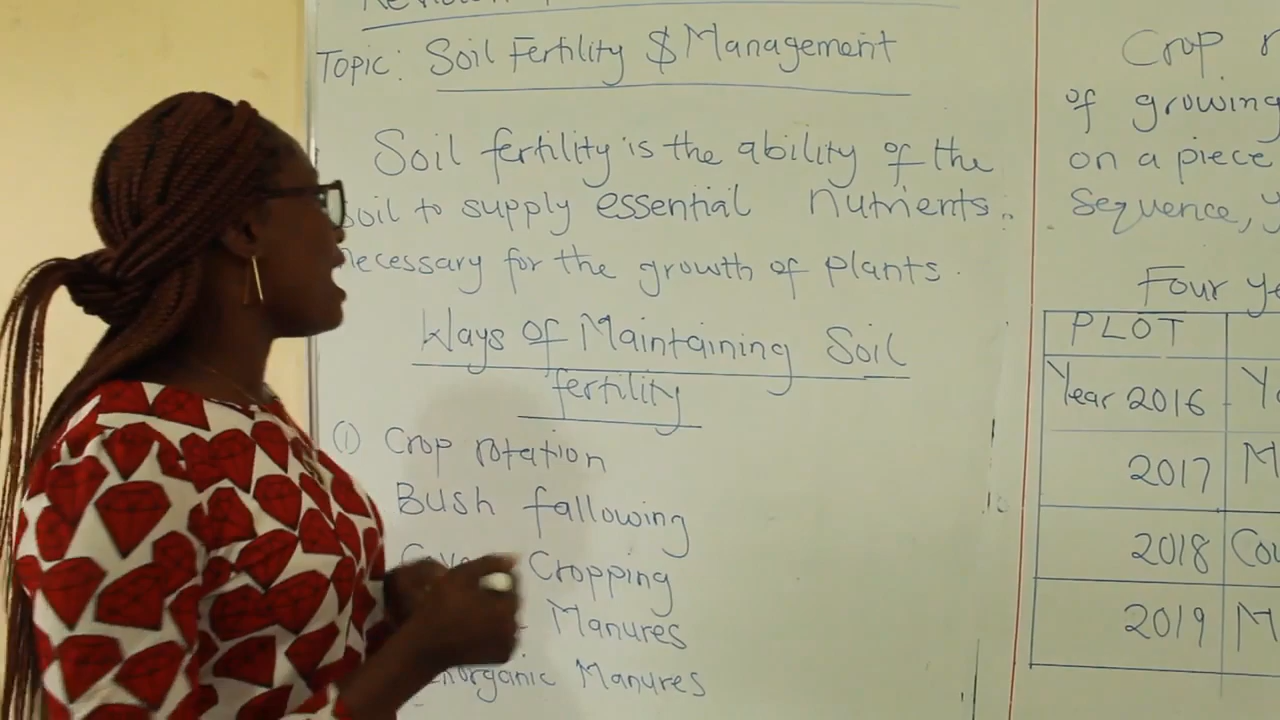 Topic: Soil Fertility $ Management
Soil fertility is the ability of the
soil to supply essential nutrients.
necessary for the growth of plants.
Ways of Maintaining Soil
fertility
① Crop rotation
Bush fallowing
Cropping
Manures
Inorganic Manures
Crop
of growing
on a piece
Sequence,
Four
PLOT
Year 2016
2017
2018
2019